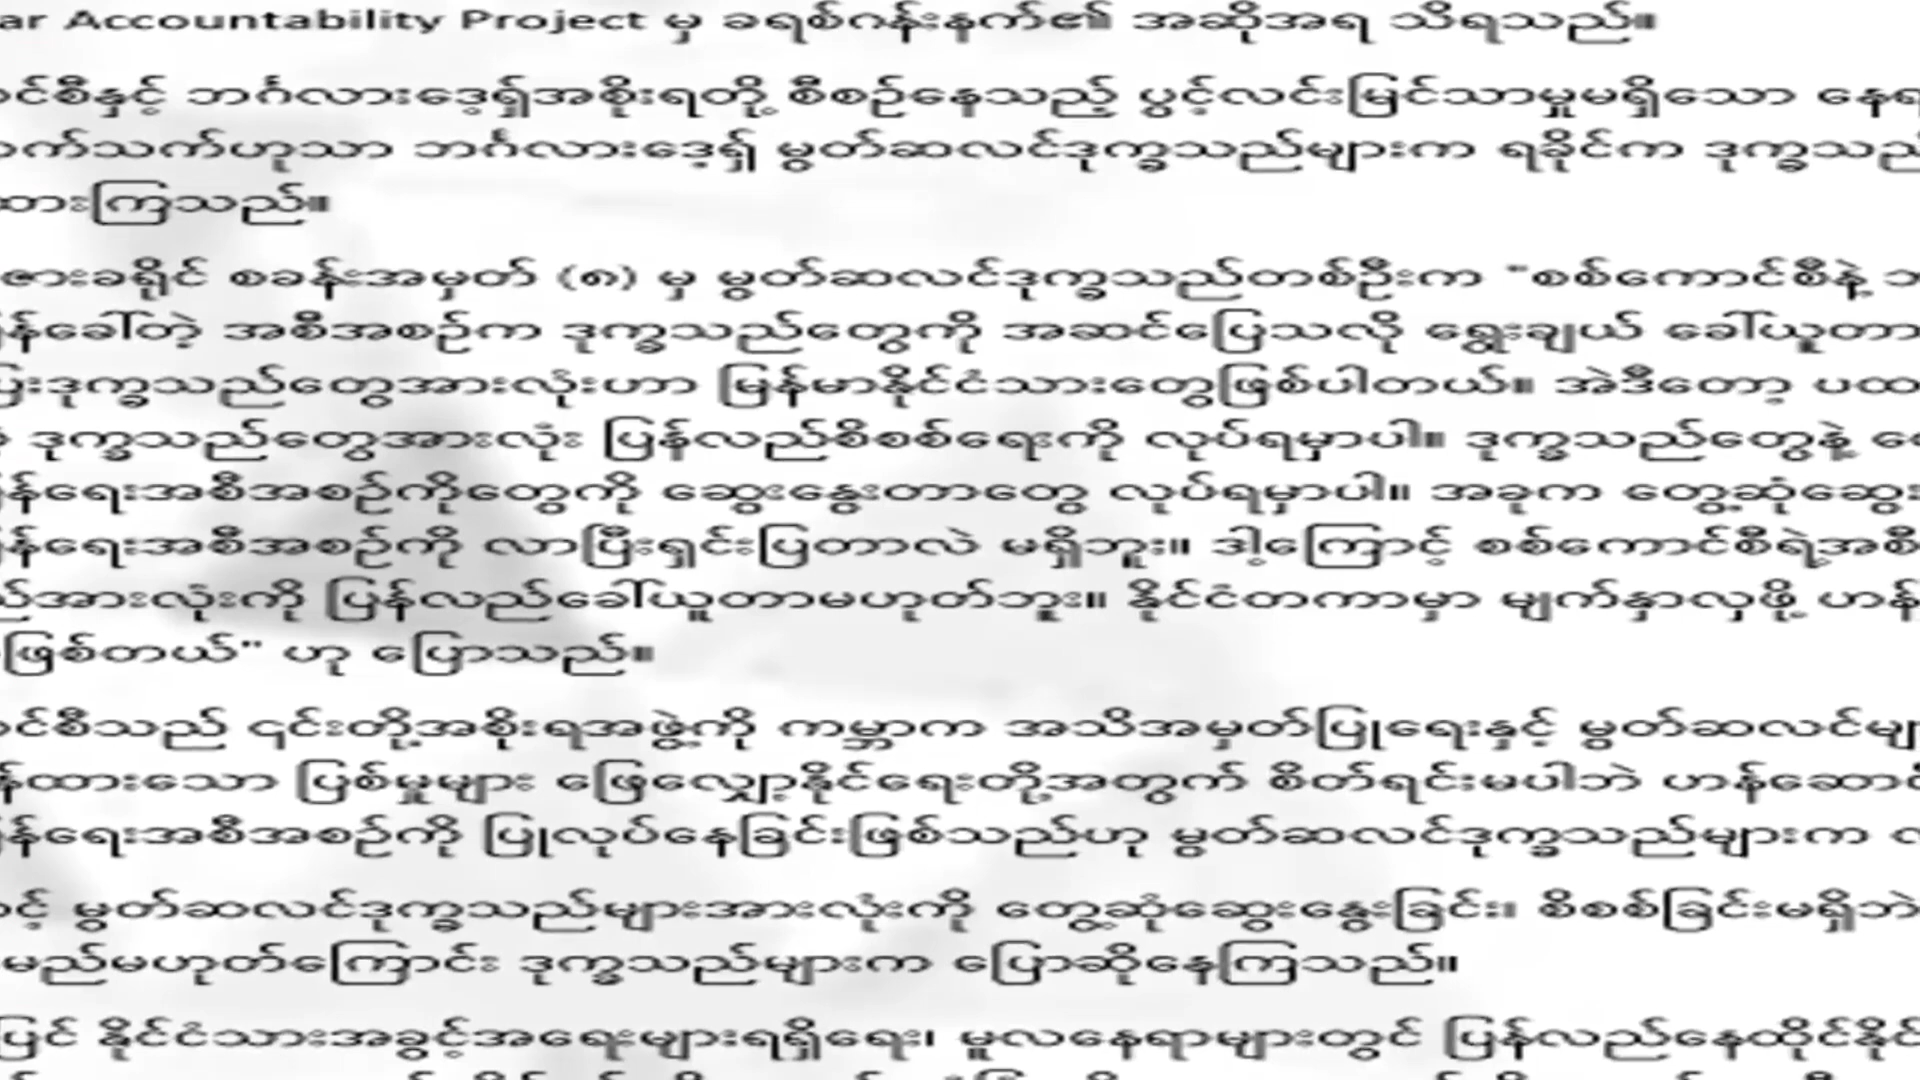 ar Accountability Project မှ ခရစ်ဂန်းနက်၏ အဆိုအရ သိရသည်။
င်စီနှင့် ဘင်္ဂလားဒေ့ရှ်အစိုးရတို့ စီစဉ်နေသည့် ပွင့်လင်းမြင်သာမှုမရှိသော နေရ
က်သက်ဟုသာ ဘင်္ဂလားဒေ့ရှ် မွတ်ဆလင်ဒုက္ခသည်များက ရခိုင်က ဒုက္ခသည်
ထားကြသည်။
ဇားခရိုင် စခန်းအမှတ် (၈) မှ မွတ်ဆလင်ဒုက္ခသည်တစ်ဦးက "စစ်ကောင်စီနဲ့ ဘ
န်ခေါ်တဲ့ အစီအစဉ်က ဒုက္ခသည်တွေကို အဆင်ပြေသလို ရွေးချယ် ခေါ်ယူတာ
ပြေးဒုက္ခသည်တွေအားလုံးဟာ မြန်မာနိုင်ငံသားတွေဖြစ်ပါတယ်။ အဲဒီတော့ ပထ
ဒုက္ခသည်တွေအားလုံး ပြန်လည်စိစစ်ရေးကို လုပ်ရမှာပါ။ ဒုက္ခသည်တွေနဲ့ ခေ
န်ရေးအစီအစဉ်ကိုတွေကို ဆွေးနွေးတာတွေ လုပ်ရမှာပါ။ အခုက တွေ့ဆုံဆွေး
န်ရေးအစီအစဉ်ကို လာပြီးရှင်းပြတာလဲ မရှိဘူး။ ဒါ့ကြောင့် စစ်ကောင်စီရဲ့အစီ
ည်အားလုံးကို ပြန်လည်ခေါ်ယူတာမဟုတ်ဘူး။ နိုင်ငံတကာမှာ မျက်နှာလှဖို့ ဟန်
ဖြစ်တယ်" ဟု ပြောသည်။
င်စီသည် ၎င်းတို့အစိုးရအဖွဲ့ကို ကမ္ဘာက အသိအမှတ်ပြုရေးနှင့် မွတ်ဆလင်မျ
န်ထားသော ပြစ်မှုများ ဖြေလျှော့နိုင်ရေးတို့အတွက် စိတ်ရင်းမပါဘဲ ဟန်ဆောင်
န်ရေးအစီအစဉ်ကို ပြုလုပ်နေခြင်းဖြစ်သည်ဟု မွတ်ဆလင်ဒုက္ခသည်များက
င့် မွတ်ဆလင်ဒုက္ခသည်များအားလုံးကို တွေ့ဆုံဆွေးနွေးခြင်း၊ စိစစ်ခြင်းမရှိဘဲ
မည်မဟုတ်ကြောင်း ဒုက္ခသည်များက ပြောဆိုနေကြသည်။
ပြင် နိုင်ငံသားအခွင့်အရေးများရရှိရေး၊ မူလနေရာများတွင် ပြန်လည်နေထိုင်နိုင်